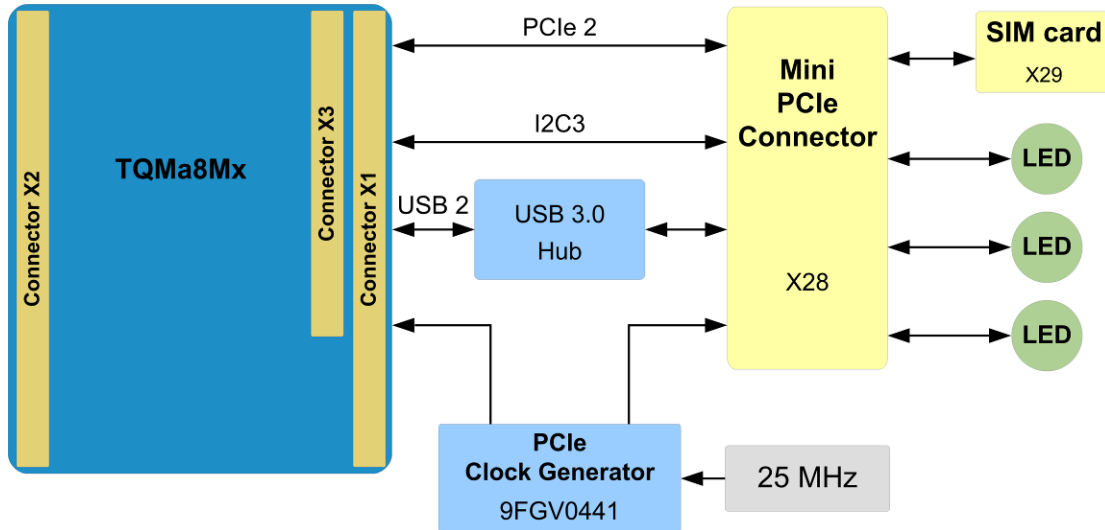 Connector X2
TQMa8Mx
Connector X3
Connector X1
PCIe 2
I2C3
USB 2
USB 3.0
Hub
Mini
PCIe
Connector
X28
SIM card
X29
LED
LED
LED
PCIe
Clock Generator
9FGV0441
25 MHz